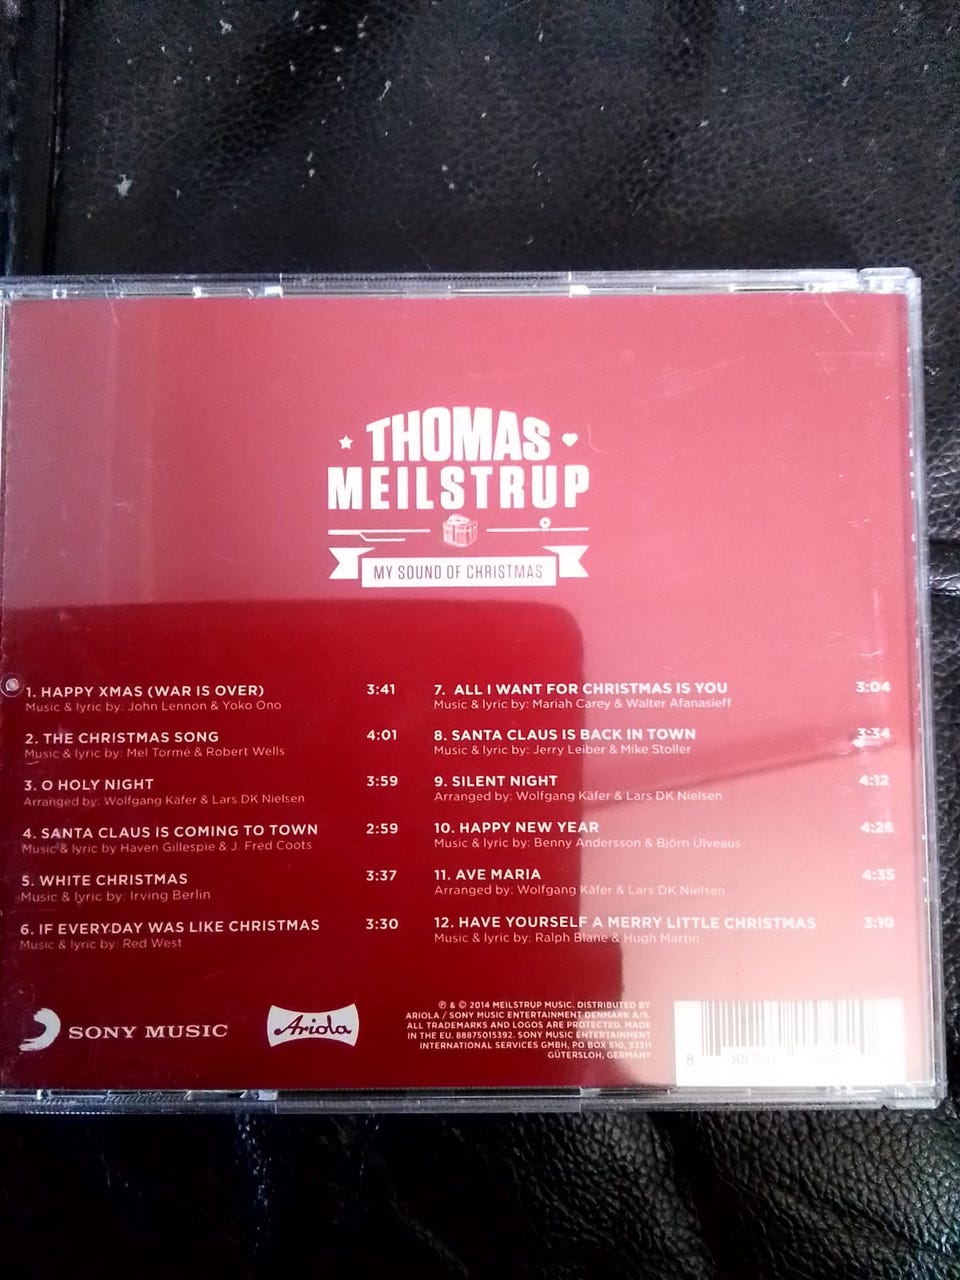 THOMAS
MEILSTRUP
MY SOUND OF CHRISTMAS
1. HAPPY XMAS (WAR IS OVER) 3:41
Music & lyric by: John Lennon & Yoko Ono
2. THE CHRISTMAS SONG 4:01
Music & lyric by: Mel Tormé & Robert Wells
3. O HOLY NIGHT 3:59
Arranged by: Wolfgang Käfer & Lars DK Nielsen
4. SANTA CLAUS IS COMING TO TOWN 2:59
Music & lyric by Haven Gillespie & J. Fred Coots
5. WHITE CHRISTMAS 3:37
Music & lyric by: Irving Berlin
6. IF EVERYDAY WAS LIKE CHRISTMAS 3:30
Music & lyric by: Red West
7. ALL I WANT FOR CHRISTMAS IS YOU 3:04
Music & lyric by: Mariah Carey & Walter Afanasieff
8. SANTA CLAUS IS BACK IN TOWN 3:34
Music & lyric by: Jerry Leiber & Mike Stoller
9. SILENT NIGHT 4:12
Arranged by: Wolfgang Käfer & Lars DK Nielsen
10. HAPPY NEW YEAR 4:26
Music & lyric by: Benny Andersson & Björn Ulveaus
11. AVE MARIA 4:35
Arranged by: Wolfgang Käfer & Lars DK Nielsen
12. HAVE YOURSELF A MERRY LITTLE CHRISTMAS 3:10
Music & lyric by: Ralph Blane & Hugh Martin
SONY MUSIC
Ariola
℗ & © 2014 MEILSTRUP MUSIC. DISTRIBUTED BY
ARIOLA / SONY MUSIC ENTERTAINMENT DENMARK A/S.
ALL TRADEMARKS AND LOGOS ARE PROTECTED. MADE
IN THE EU. 88875015392. SONY MUSIC ENTERTAINMENT
INTERNATIONAL SERVICES GMBH, PO BOX 510, 33311
GÜTERSLOH, GERMANY
8